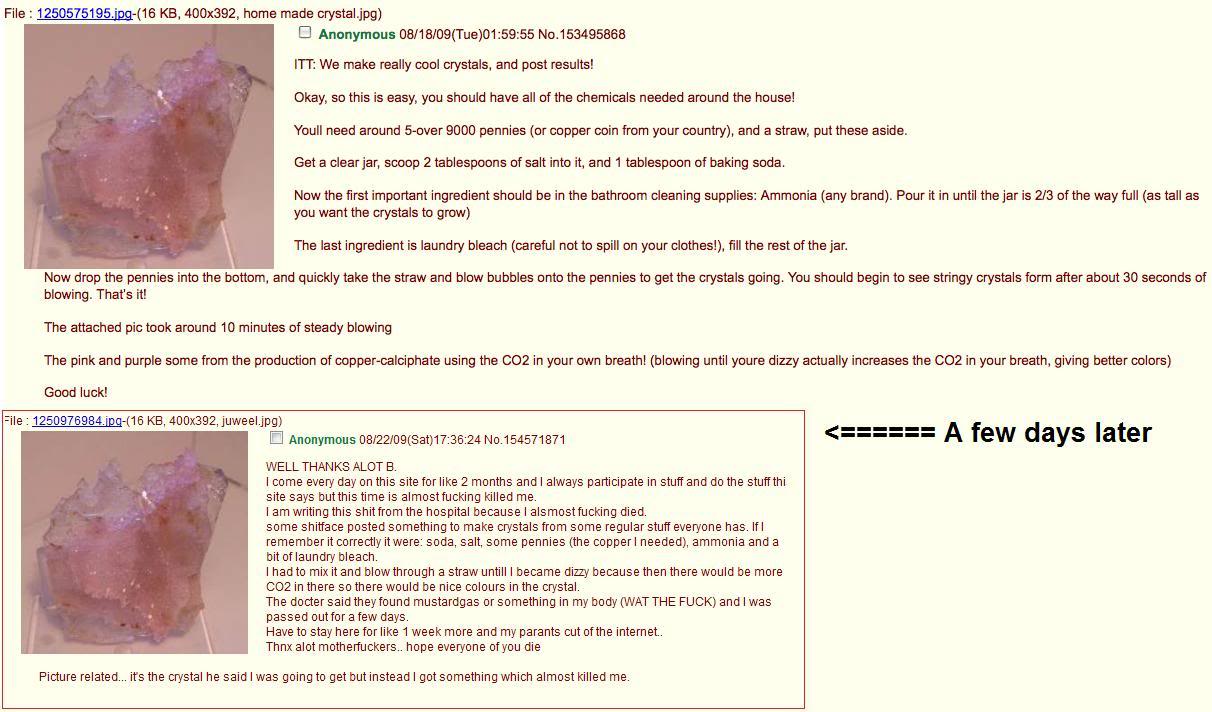 File : 1250575195.jpg-(16 KB, 400x392, home made crystal.jpg)
Anonymous 08/18/09(Tue)01:59:55 No.153495868
ITT: We make really cool crystals, and post results!
Okay, so this is easy, you should have all of the chemicals needed around the house!
Youll need around 5-over 9000 pennies (or copper coin from your country), and a straw, put these aside.
Get a clear jar, scoop 2 tablespoons of salt into it, and 1 tablespoon of baking soda.
Now the first important ingredient should be in the bathroom cleaning supplies: Ammonia (any brand). Pour it in until the jar is 2/3 of the way full (as tall as
you want the crystals to grow)
The last ingredient is laundry bleach (careful not to spill on your clothes!), fill the rest of the jar.
Now drop the pennies into the bottom, and quickly take the straw and blow bubbles onto the pennies to get the crystals going. You should begin to see stringy crystals form after about 30 seconds of
blowing. That's it!
The attached pic took around 10 minutes of steady blowing
The pink and purple some from the production of copper-calciphate using the CO2 in your own breath! (blowing until youre dizzy actually increases the CO2 in your breath, giving better colors)
Good luck!
File : 1250976984.jpg-(16 KB, 400x392, juweel.jpg)
<====== A few days later
Anonymous 08/22/09(Sat)17:36:24 No.154571871
WELL THANKS ALOT B.
I come every day on this site for like 2 months and I always participate in stuff and do the stuff thi
site says but this time is almost fucking killed me.
I am writing this shit from the hospital because I alsmost fucking died.
some shitface posted something to make crystals from some regular stuff everyone has. If I
remember it correctly it were: soda, salt, some pennies (the copper I needed), ammonia and a
bit of laundry bleach.
I had to mix it and blow through a straw untill I became dizzy because then there would be more
CO2 in there so there would be nice colours in the crystal.
The docter said they found mustardgas or something in my body (WAT THE FUCK) and I was
passed out for a few days.
Have to stay here for like 1 week more and my parants cut of the internet..
Thnx alot motherfuckers.. hope everyone of you die
Picture related... it's the crystal he said I was going to get but instead I got something which almost killed me.